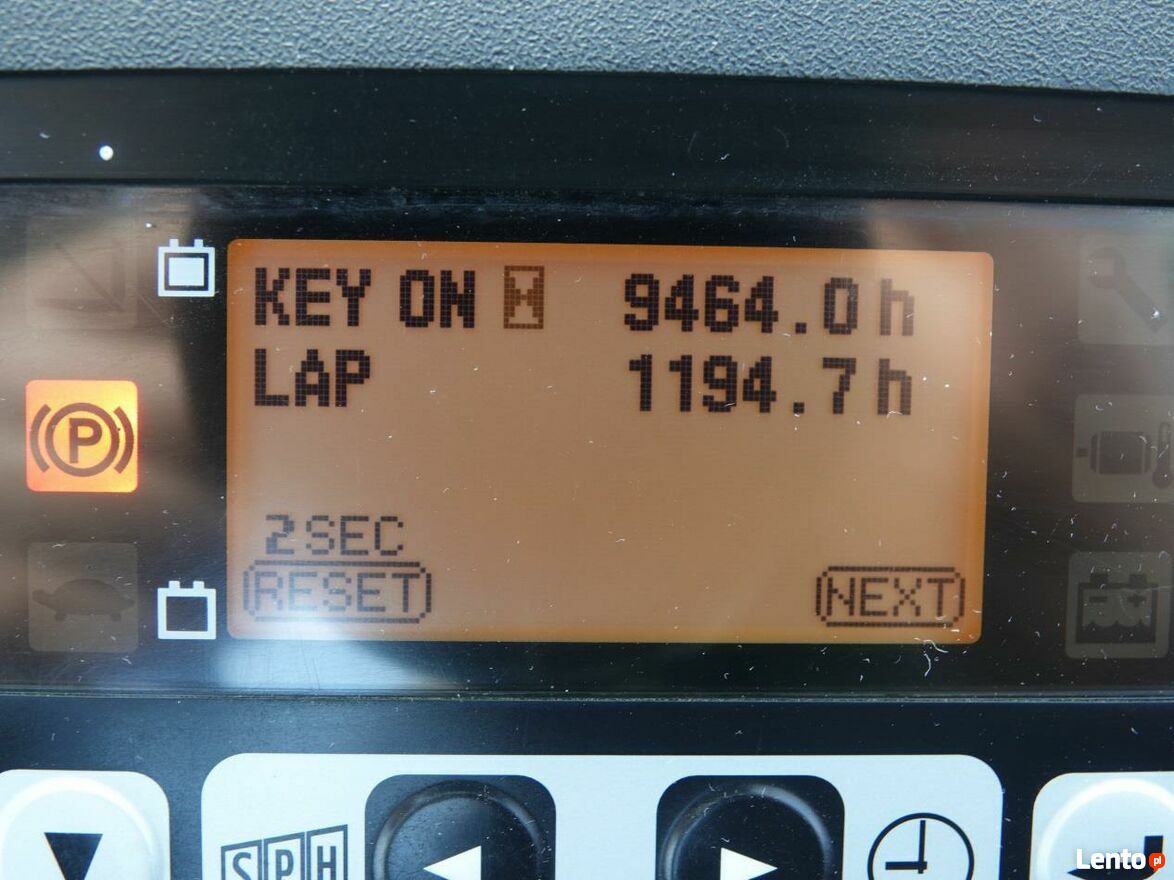 KEY ON 9464.0 h
LAP 1194.7 h
2SEC
RESET NEXT
P
SPH
Lento pl